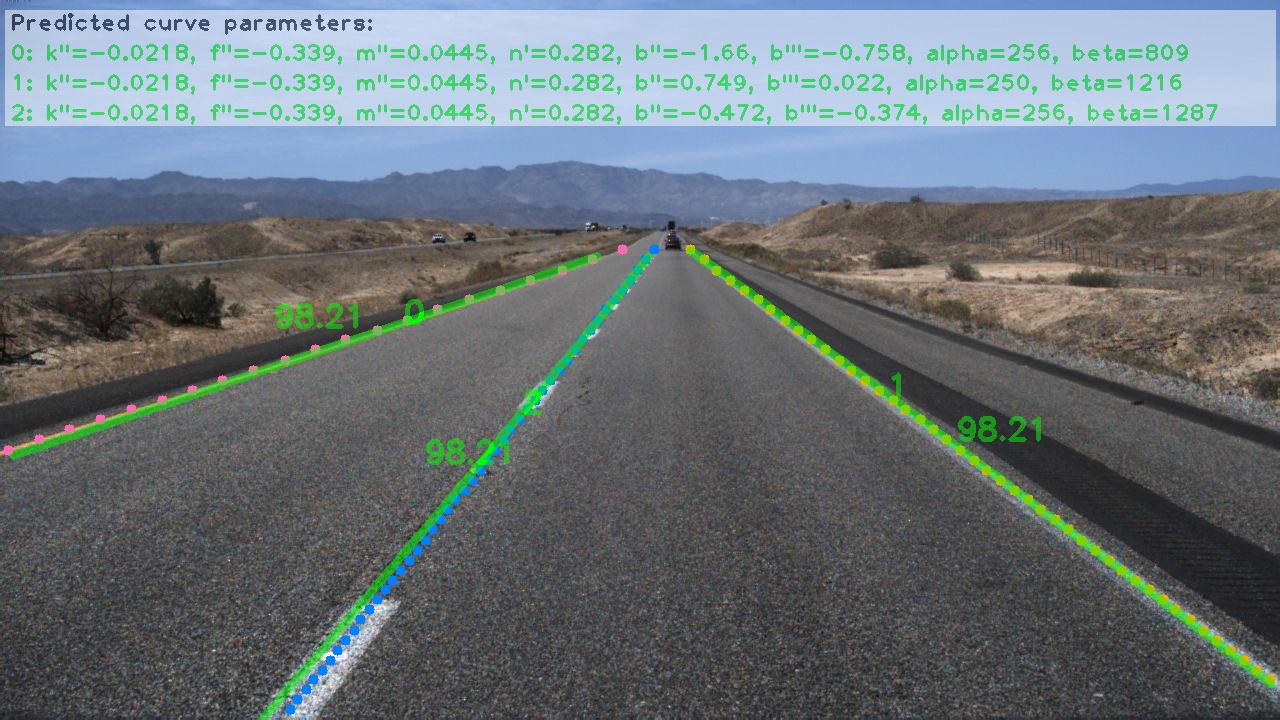 Predicted curve parameters:
0: k''=-0.0218, f''=-0.339, m''=0.0445, n'=0.282, b''=-1.66, b'''=-0.758, alpha=256, beta=809
1: k''=-0.0218, f''=-0.339, m''=0.0445, n'=0.282, b''=0.749, b'''=0.022, alpha=250, beta=1216
2: k''=-0.0218, f''=-0.339, m''=0.0445, n'=0.282, b''=-0.472, b'''=-0.374, alpha=256, beta=1287
98.21 0
1
2
98.21
98.21